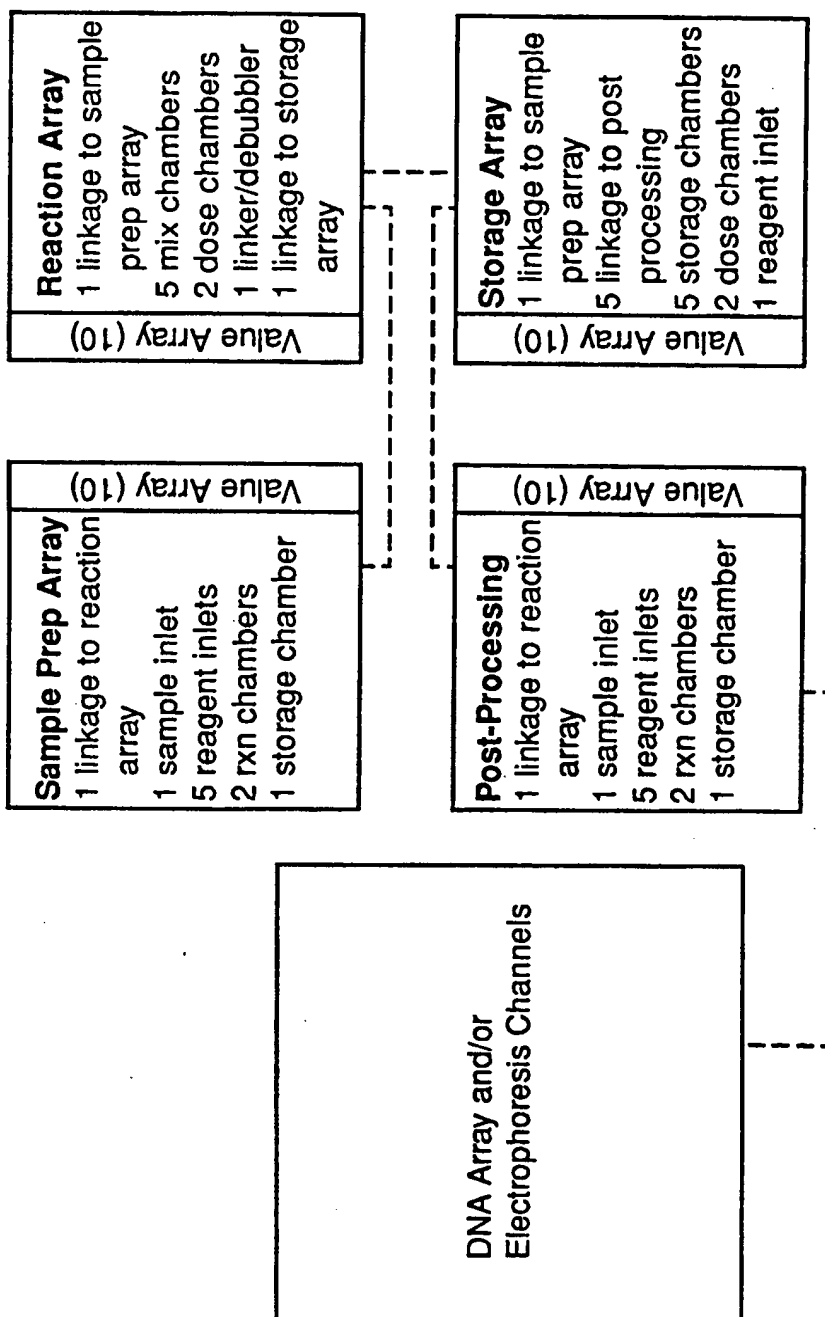 DNA Array and/or
Electrophoresis Channels
Sample Prep Array
1 linkage to reaction
array
1 sample inlet
5 reagent inlets
2 rxn chambers
1 storage chamber
Value Array (10)
Value Array (10)
Reaction Array
1 linkage to sample
prep array
5 mix chambers
2 dose chambers
1 linker/debubbler
1 linkage to storage
array
Post-Processing
1 linkage to reaction
array
1 sample inlet
5 reagent inlets
2 rxn chambers
1 storage chamber
Value Array (10)
Value Array (10)
Storage Array
1 linkage to sample
prep array
5 linkage to post
processing
5 storage chambers
2 dose chambers
1 reagent inlet